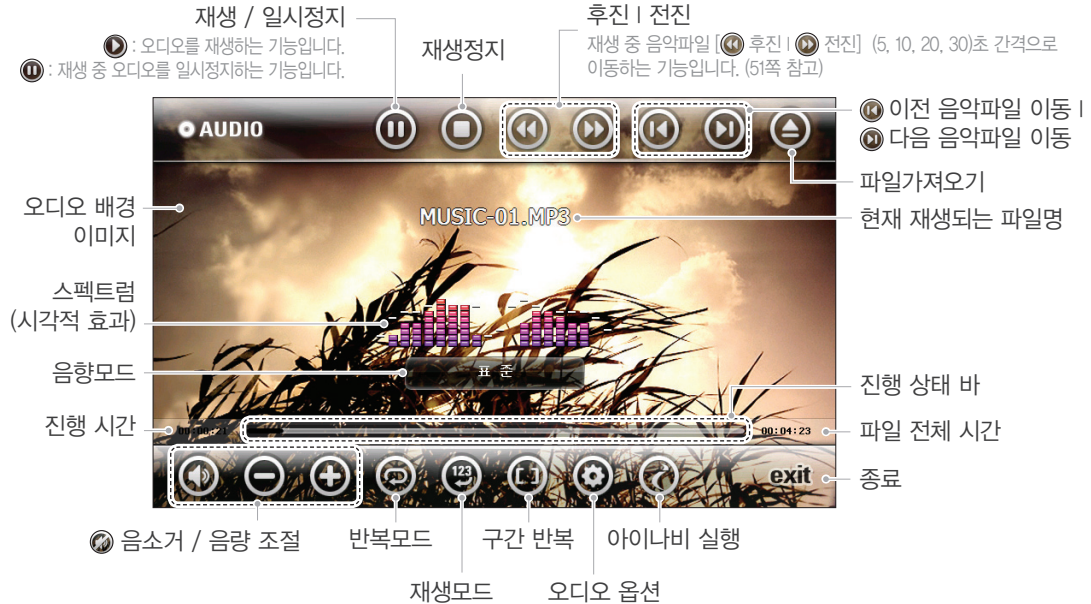 재생 / 일시정지
: 오디오를 재생하는 기능입니다.
: 재생 중 오디오를 일시정지하는 기능입니다.
재생정지
후진 | 전진
재생 중 음악파일 [ 후진 | 전진] (5, 10, 20, 30)초 간격으로
이동하는 기능입니다. (51쪽 참고)
이전 음악파일 이동 |
다음 음악파일 이동
AUDIO
파일가져오기
오디오 배경
이미지
MUSIC-01.MP3
현재 재생되는 파일명
스펙트럼
(시각적 효과)
음향모드
표 준
진행 상태 바
진행 시간
00:00:21
00:04:23
파일 전체 시간
123
exit
종료
음소거 / 음량 조절
반복모드
구간 반복
아이나비 실행
재생모드
오디오 옵션